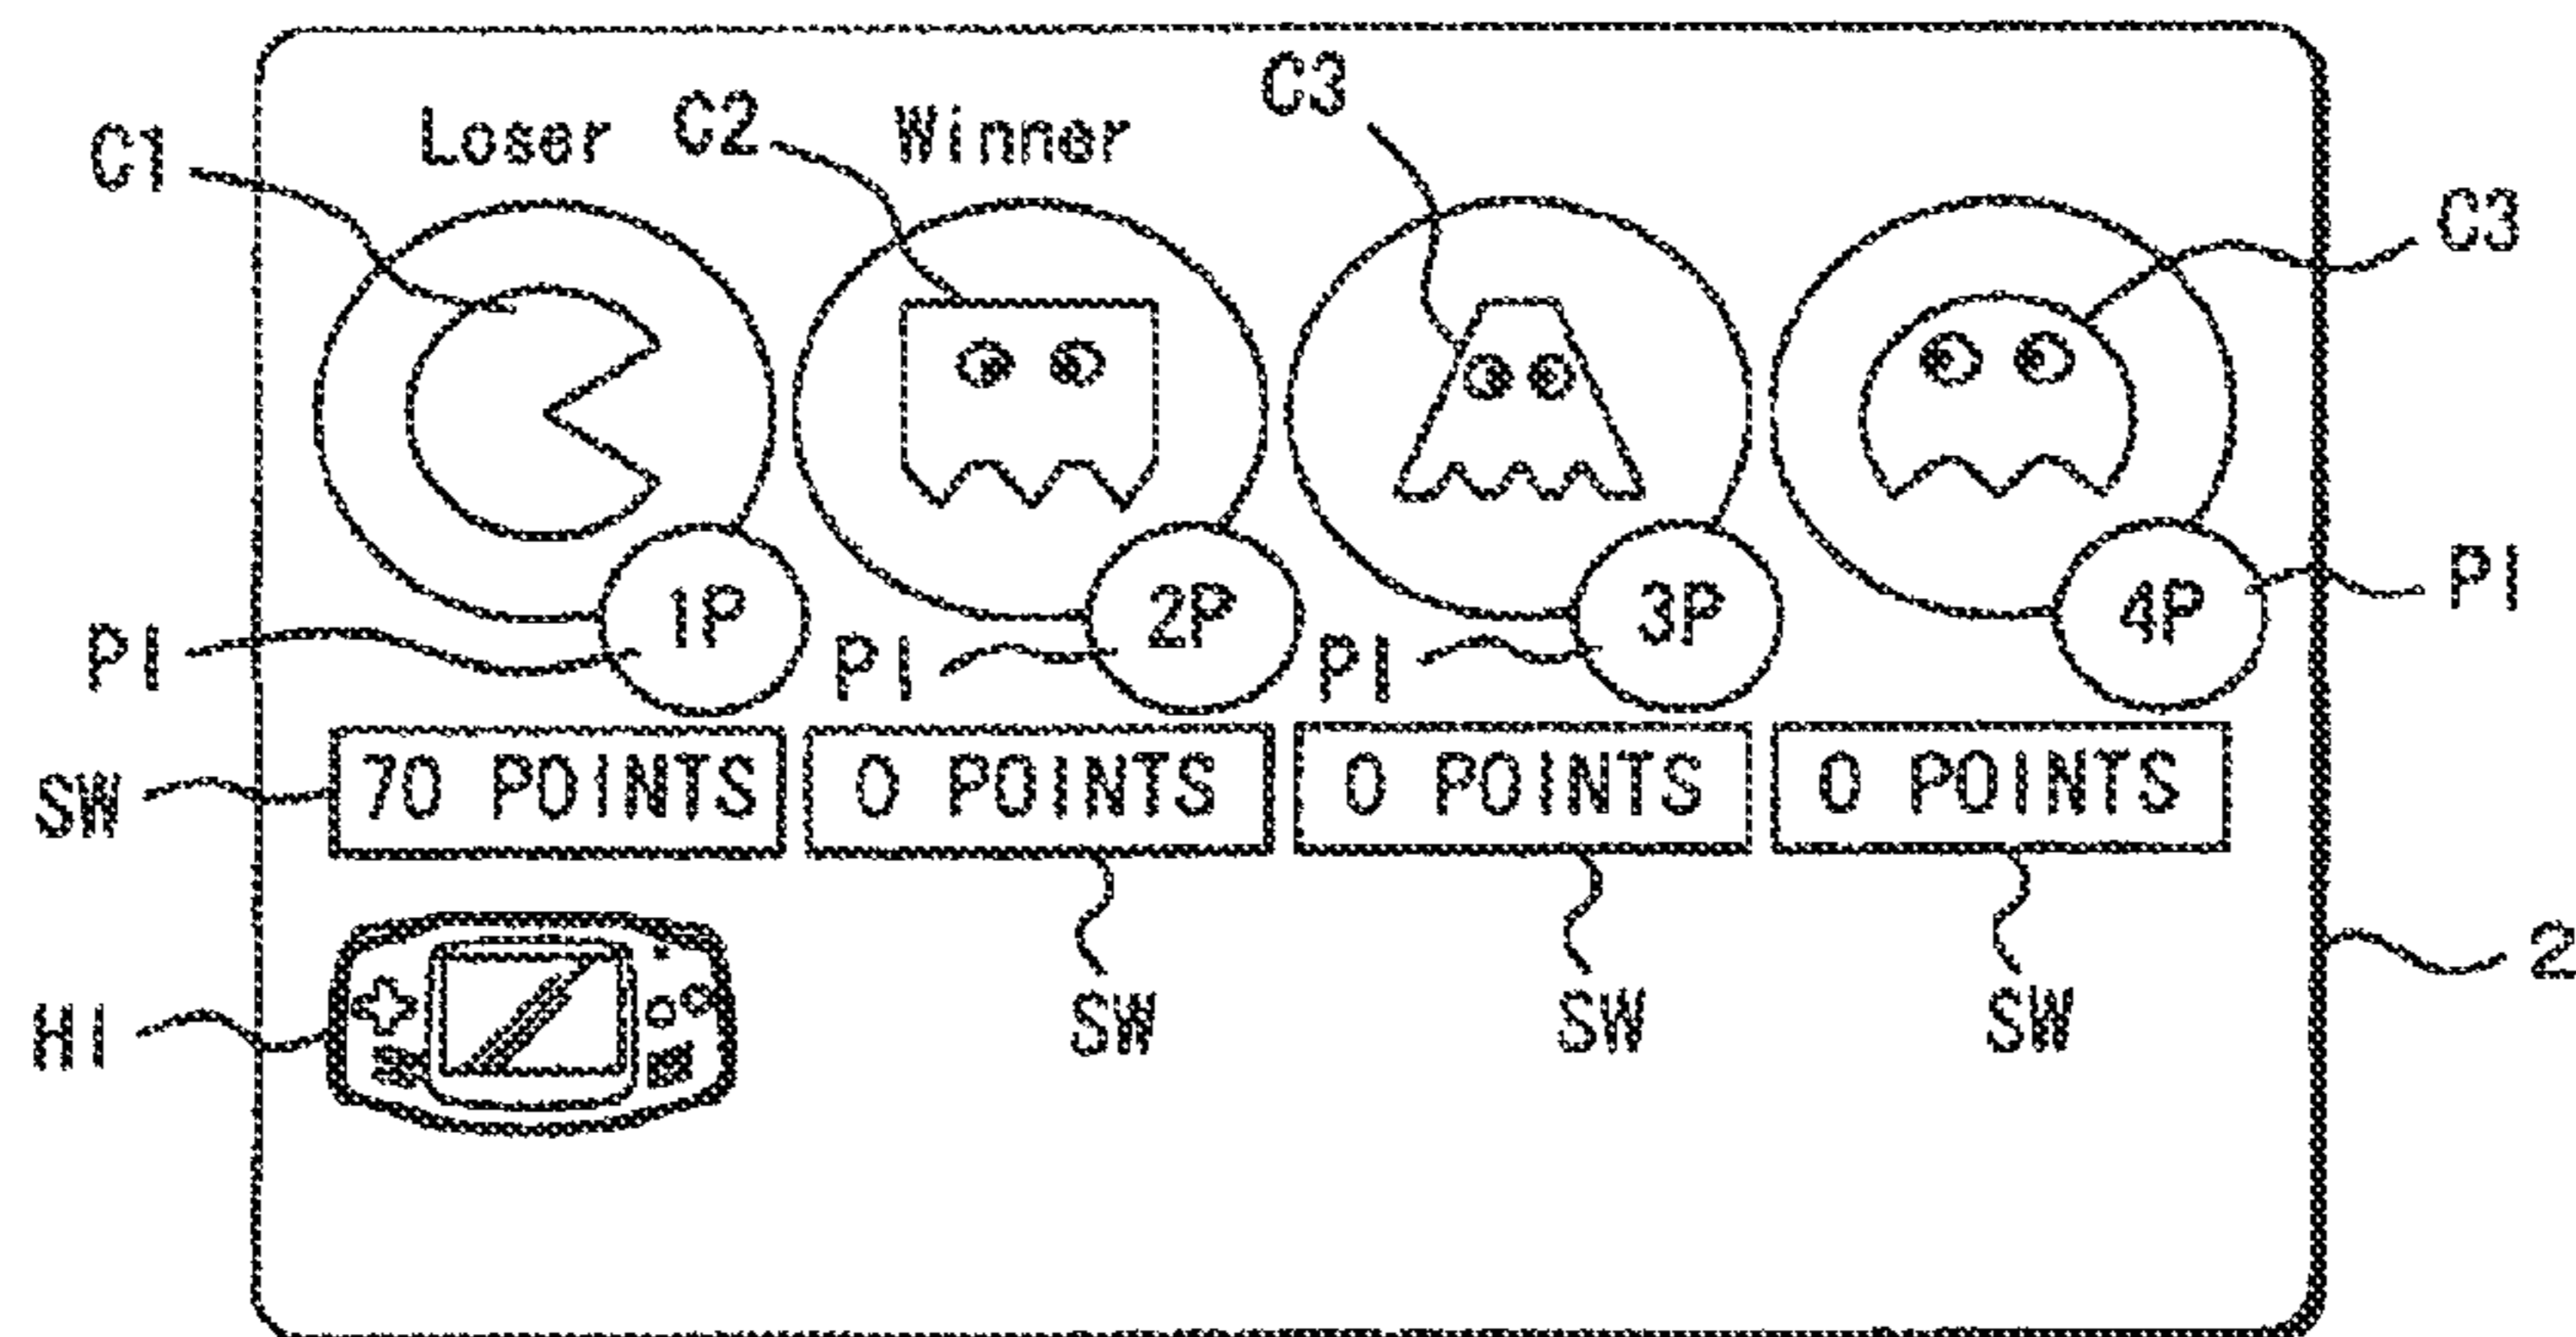 C3
C1 Loser C2 Winner
C3
1P 2P 3P 4P PI
PI PI PI
SW 70 POINTS 0 POINTS 0 POINTS 0 POINTS
2
HI SW SW SW